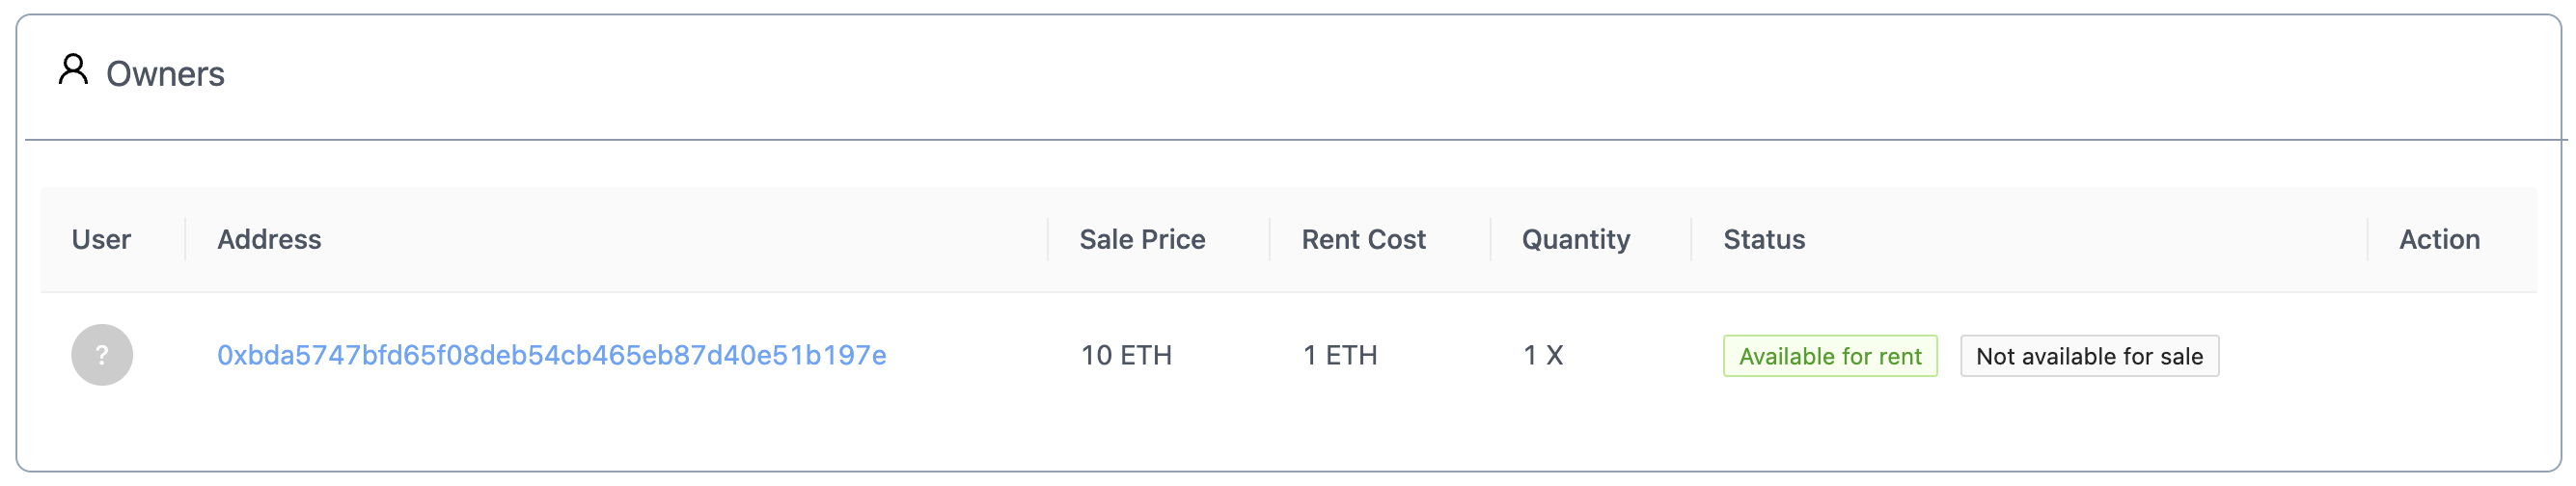 Owners
User Address Sale Price Rent Cost Quantity Status Action
? 0xbda5747bfd65f08deb54cb465eb87d40e51b197e 10 ETH 1 ETH 1 X Available for rent Not available for sale